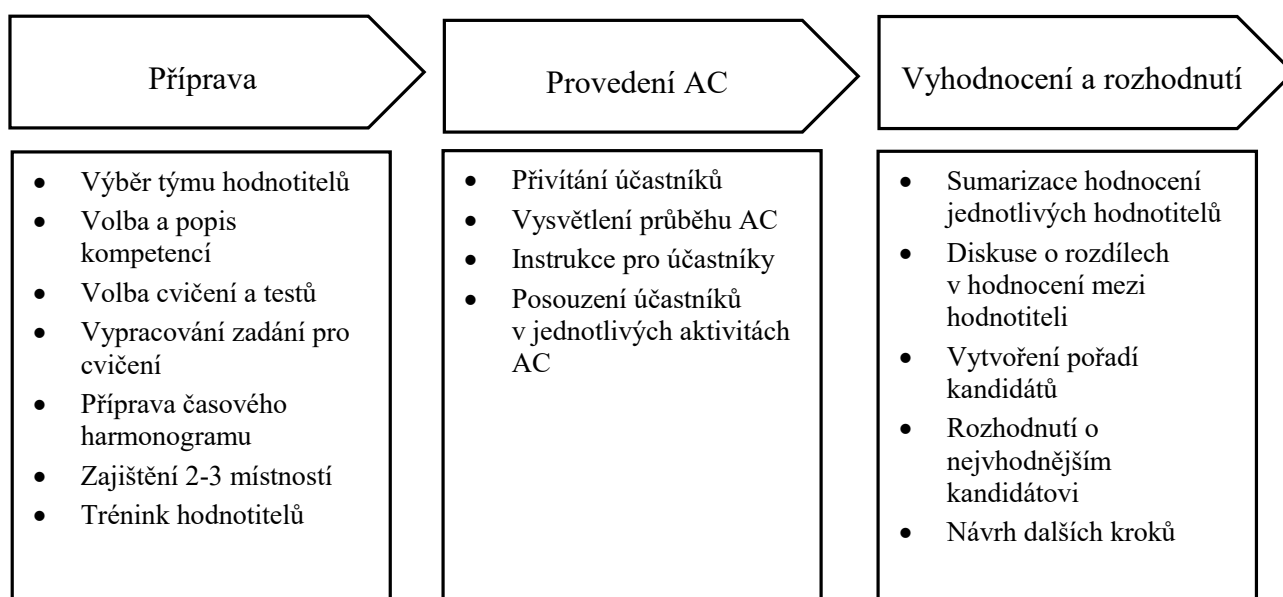 Příprava
• Výběr týmu hodnotitelů
• Volba a popis
kompetencí
• Volba cvičení a testů
• Vypracování zadání pro
cvičení
• Příprava časového
harmonogramu
• Zajištění 2-3 místností
• Trénink hodnotitelů
Provedení AC
• Přivítání účastníků
• Vysvětlení průběhu AC
• Instrukce pro účastníky
• Posouzení účastníků
v jednotlivých aktivitách
AC
Vyhodnocení a rozhodnutí
• Sumarizace hodnocení
jednotlivých hodnotitelů
• Diskuse o rozdílech
v hodnocení mezi
hodnotiteli
• Vytvoření pořadí
kandidátů
• Rozhodnutí o
nejvhodnějším
kandidátovi
• Návrh dalších kroků